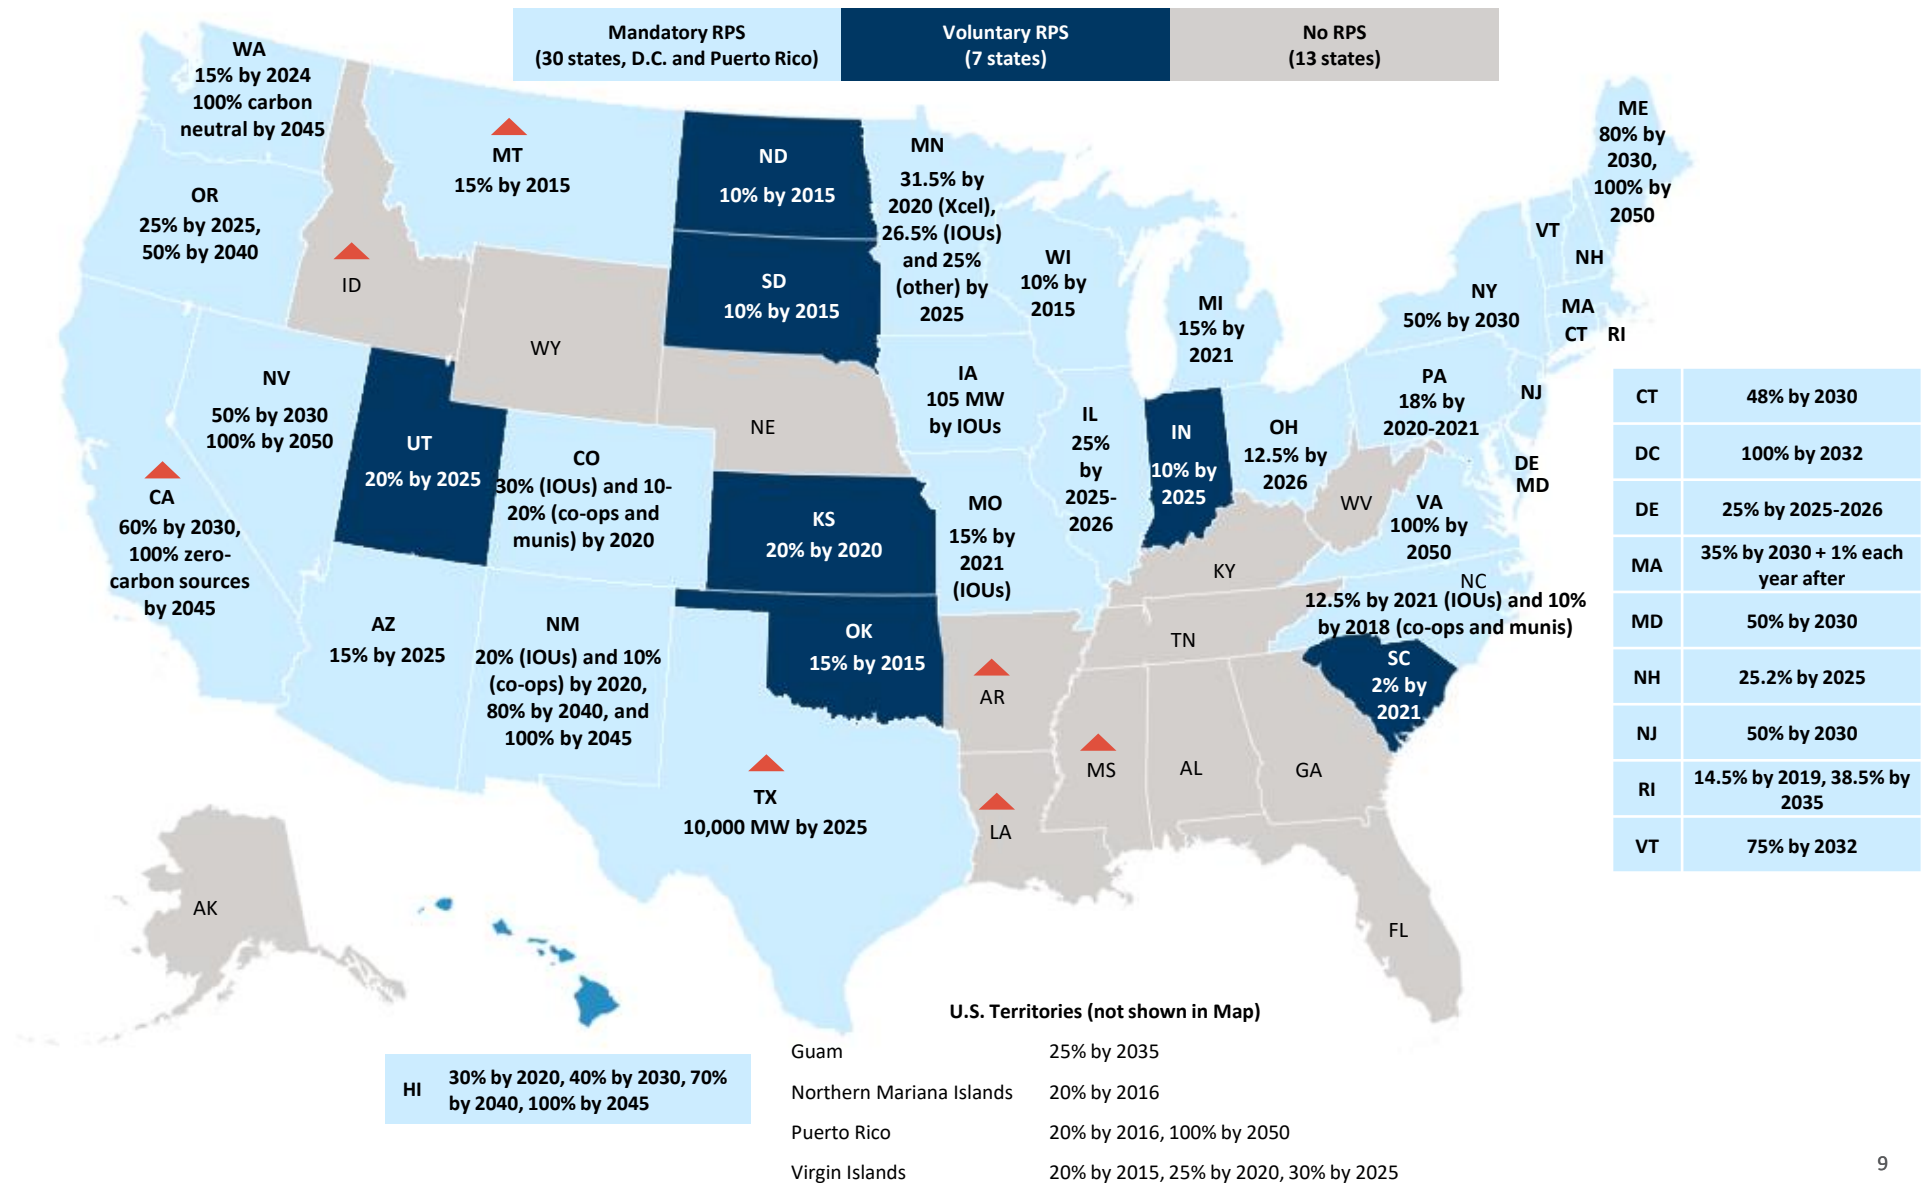 Mandatory RPS
(30 states, D.C. and Puerto Rico)
Voluntary RPS
(7 states)
No RPS
(13 states)
WA
15% by 2024
100% carbon
neutral by 2045
OR
25% by 2025,
50% by 2040
MT
15% by 2015
ID
WY
ND
10% by 2015
SD
10% by 2015
NE
MN
31.5% by
2020 (Xcel),
26.5% (IOUs)
and 25%
(other) by
2025
WI
10% by
2015
MI
15% by
2021
IA
105 MW
by IOUs
NV
50% by 2030
100% by 2050
UT
20% by 2025
CO
30% (IOUs) and 10-
20% (co-ops and
munis) by 2020
KS
20% by 2020
MO
15% by
2021
(IOUs)
IL
25%
by
2025-
2026
IN
10% by
2025
OH
12.5% by
2026
CA
60% by 2030,
100% zero-
carbon sources
by 2045
AZ
15% by 2025
NM
20% (IOUs) and 10%
(co-ops) by 2020,
80% by 2040, and
100% by 2045
OK
15% by 2015
TX
10,000 MW by 2025
AR
LA
MS
AL
GA
FL
TN
KY
WV
VA
100% by
2050
NC
12.5% by 2021 (IOUs) and 10%
by 2018 (co-ops and munis)
SC
2% by
2021
PA
18% by
2020-2021
NY
50% by 2030
ME
80% by
2030,
100% by
2050
VT
NH
MA
CT
RI
NJ
DE
MD
CT 48% by 2030
DC 100% by 2032
DE 25% by 2025-2026
MA 35% by 2030 + 1% each
year after
MD 50% by 2030
NH 25.2% by 2025
NJ 50% by 2030
RI 14.5% by 2019, 38.5% by
2035
VT 75% by 2032
AK
HI 30% by 2020, 40% by 2030, 70%
by 2040, 100% by 2045
U.S. Territories (not shown in Map)
Guam 25% by 2035
Northern Mariana Islands 20% by 2016
Puerto Rico 20% by 2016, 100% by 2050
Virgin Islands 20% by 2015, 25% by 2020, 30% by 2025
9